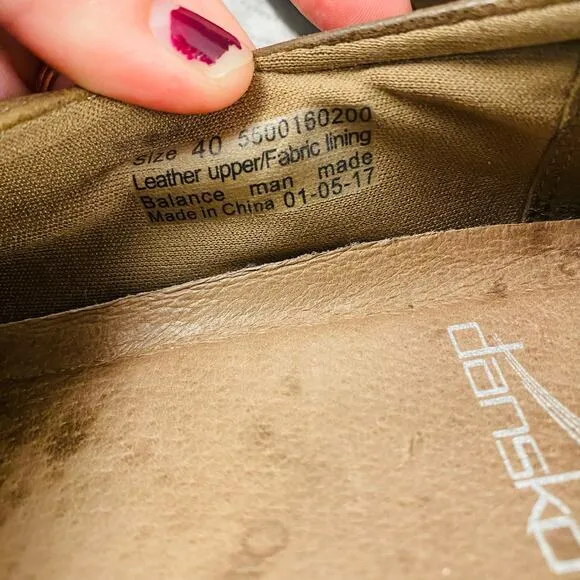 Size 40 5500160200
Leather upper/Fabric lining
Balance man made
Made in China 01-05-17
dansko